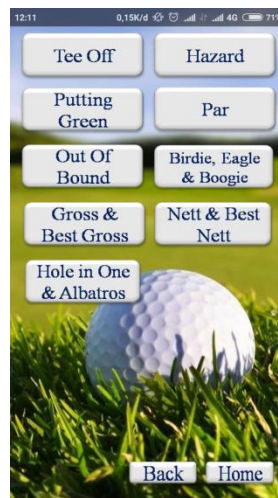 12:11 0,15K/d 4G 71%
Tee Off
Hazard
Putting
Green
Par
Out Of
Bound
Birdie, Eagle
& Boogie
Gross &
Best Gross
Nett & Best
Nett
Hole in One
& Albatros
Back
Home